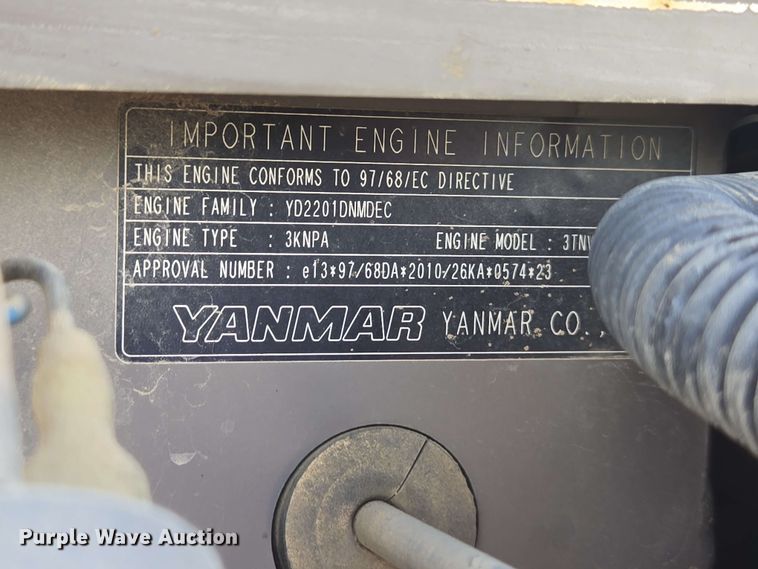 IMPORTANT ENGINE INFORMATION
THIS ENGINE CONFORMS TO 97/68/EC DIRECTIVE
ENGINE FAMILY : YD2201DNMDEC
ENGINE TYPE : 3KNPA ENGINE MODEL : 3TNV
APPROVAL NUMBER : e13*97/68DA*2010/26KA*0574*23
YANMAR YANMAR CO.,
Purple Wave Auction